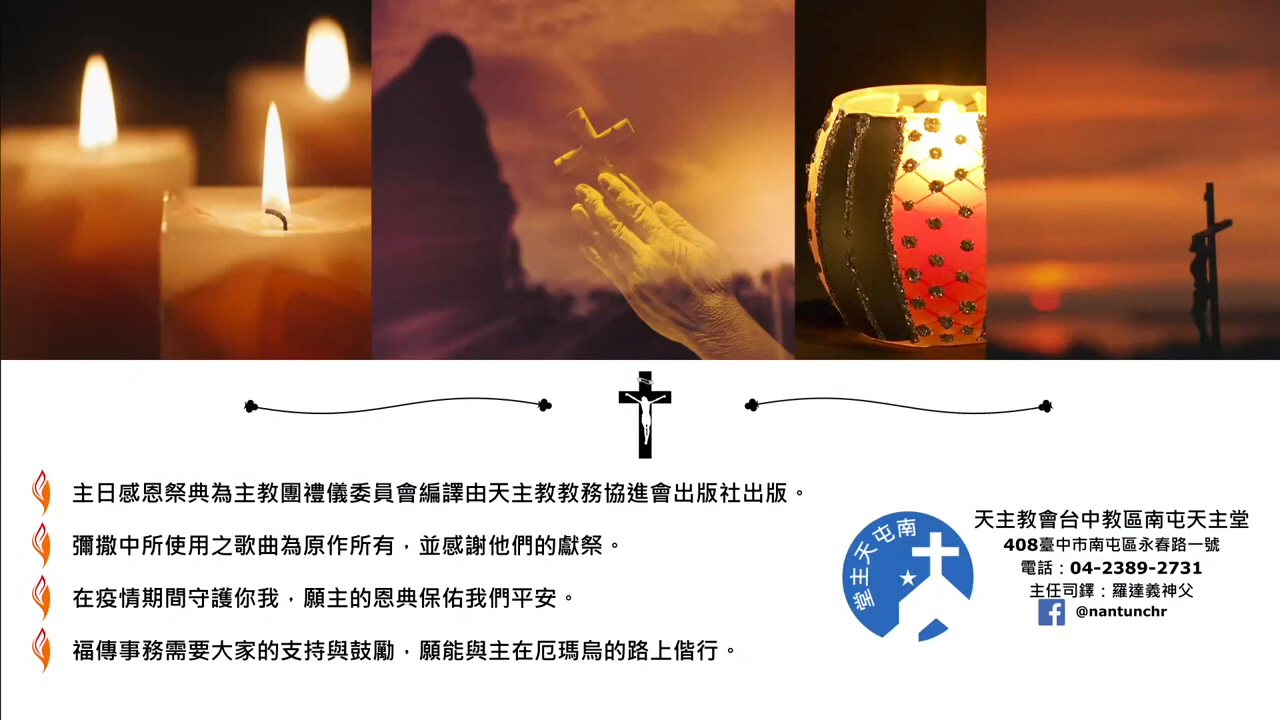 主日感恩祭典為主教團禮儀委員會編譯由天主教教務協進會出版社出版。
彌撒中所使用之歌曲為原作所有，並感謝他們的獻祭。
在疫情期間守護你我，願主的恩典保佑我們平安。
福傳事務需要大家的支持與鼓勵，願能與主在厄瑪烏的路上偕行。
南屯天主堂
天主教會台中教區南屯天主堂
408臺中市南屯區永春路一號
電話：04-2389-2731
主任司鐸：羅達義神父
@nantunchr